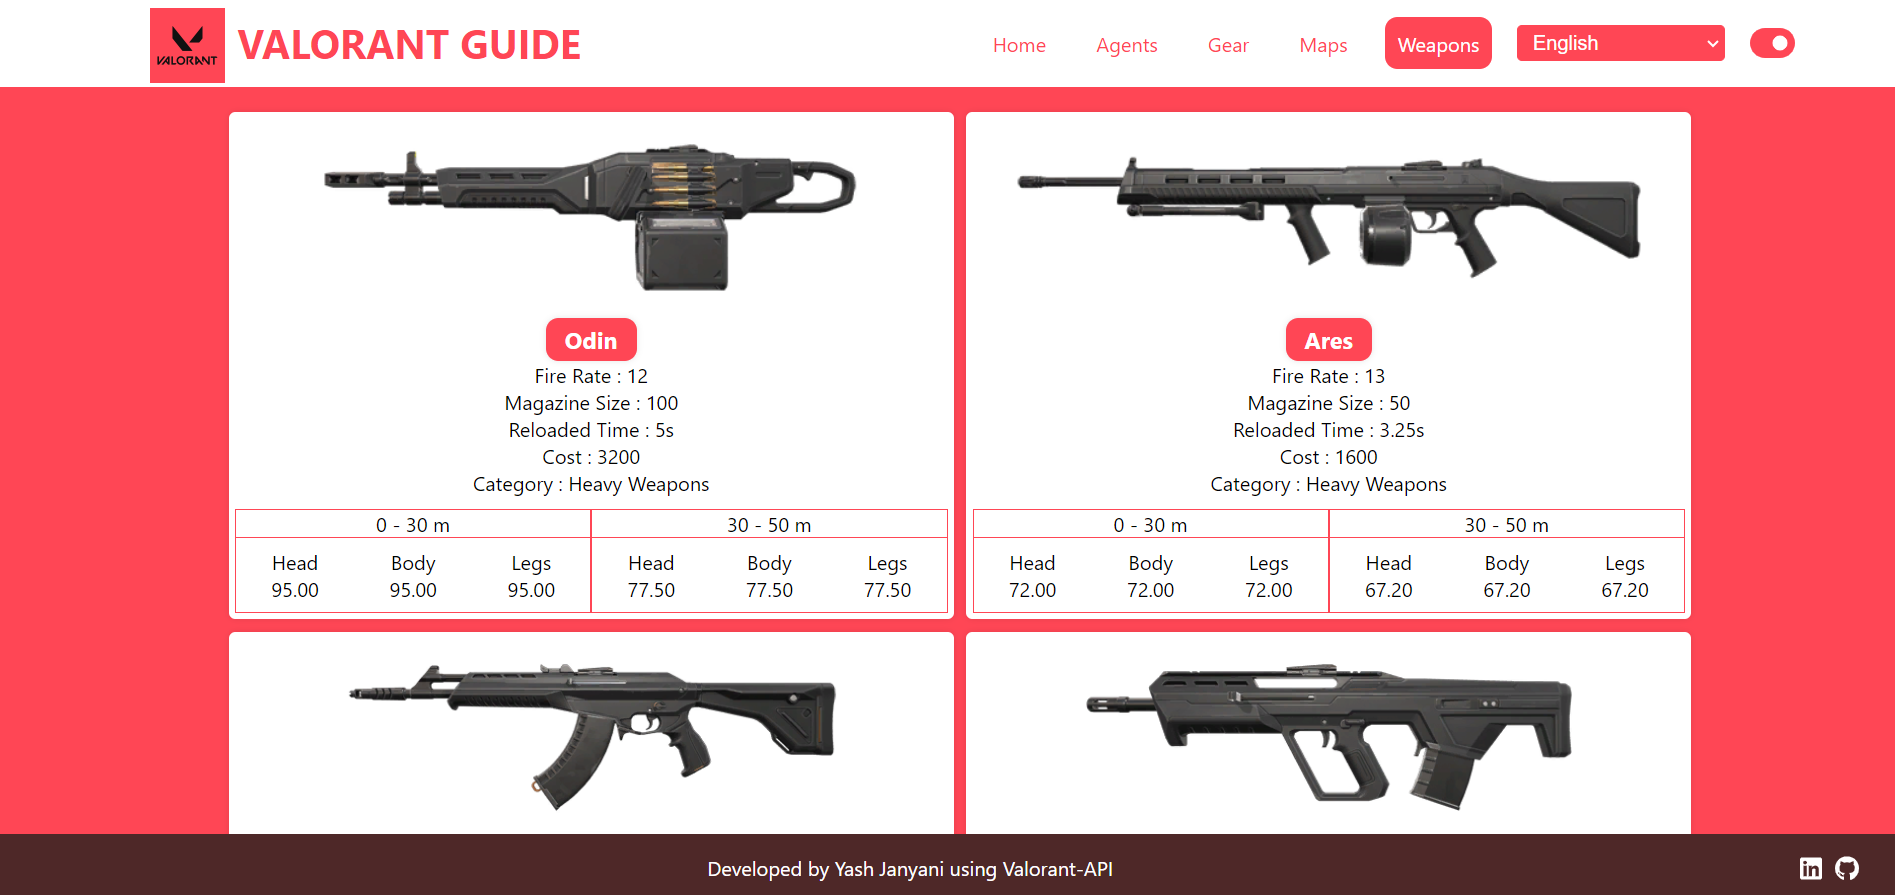 VALORANT
VALORANT GUIDE
Home
Agents
Gear
Maps
Weapons
English
Odin
Fire Rate : 12
Magazine Size : 100
Reloaded Time : 5s
Cost : 3200
Category : Heavy Weapons
0 - 30 m
30 - 50 m
Head Body Legs Head Body Legs
95.00 95.00 95.00 77.50 77.50 77.50
Ares
Fire Rate : 13
Magazine Size : 50
Reloaded Time : 3.25s
Cost : 1600
Category : Heavy Weapons
0 - 30 m
30 - 50 m
Head Body Legs Head Body Legs
72.00 72.00 72.00 67.20 67.20 67.20
Developed by Yash Janyani using Valorant-API